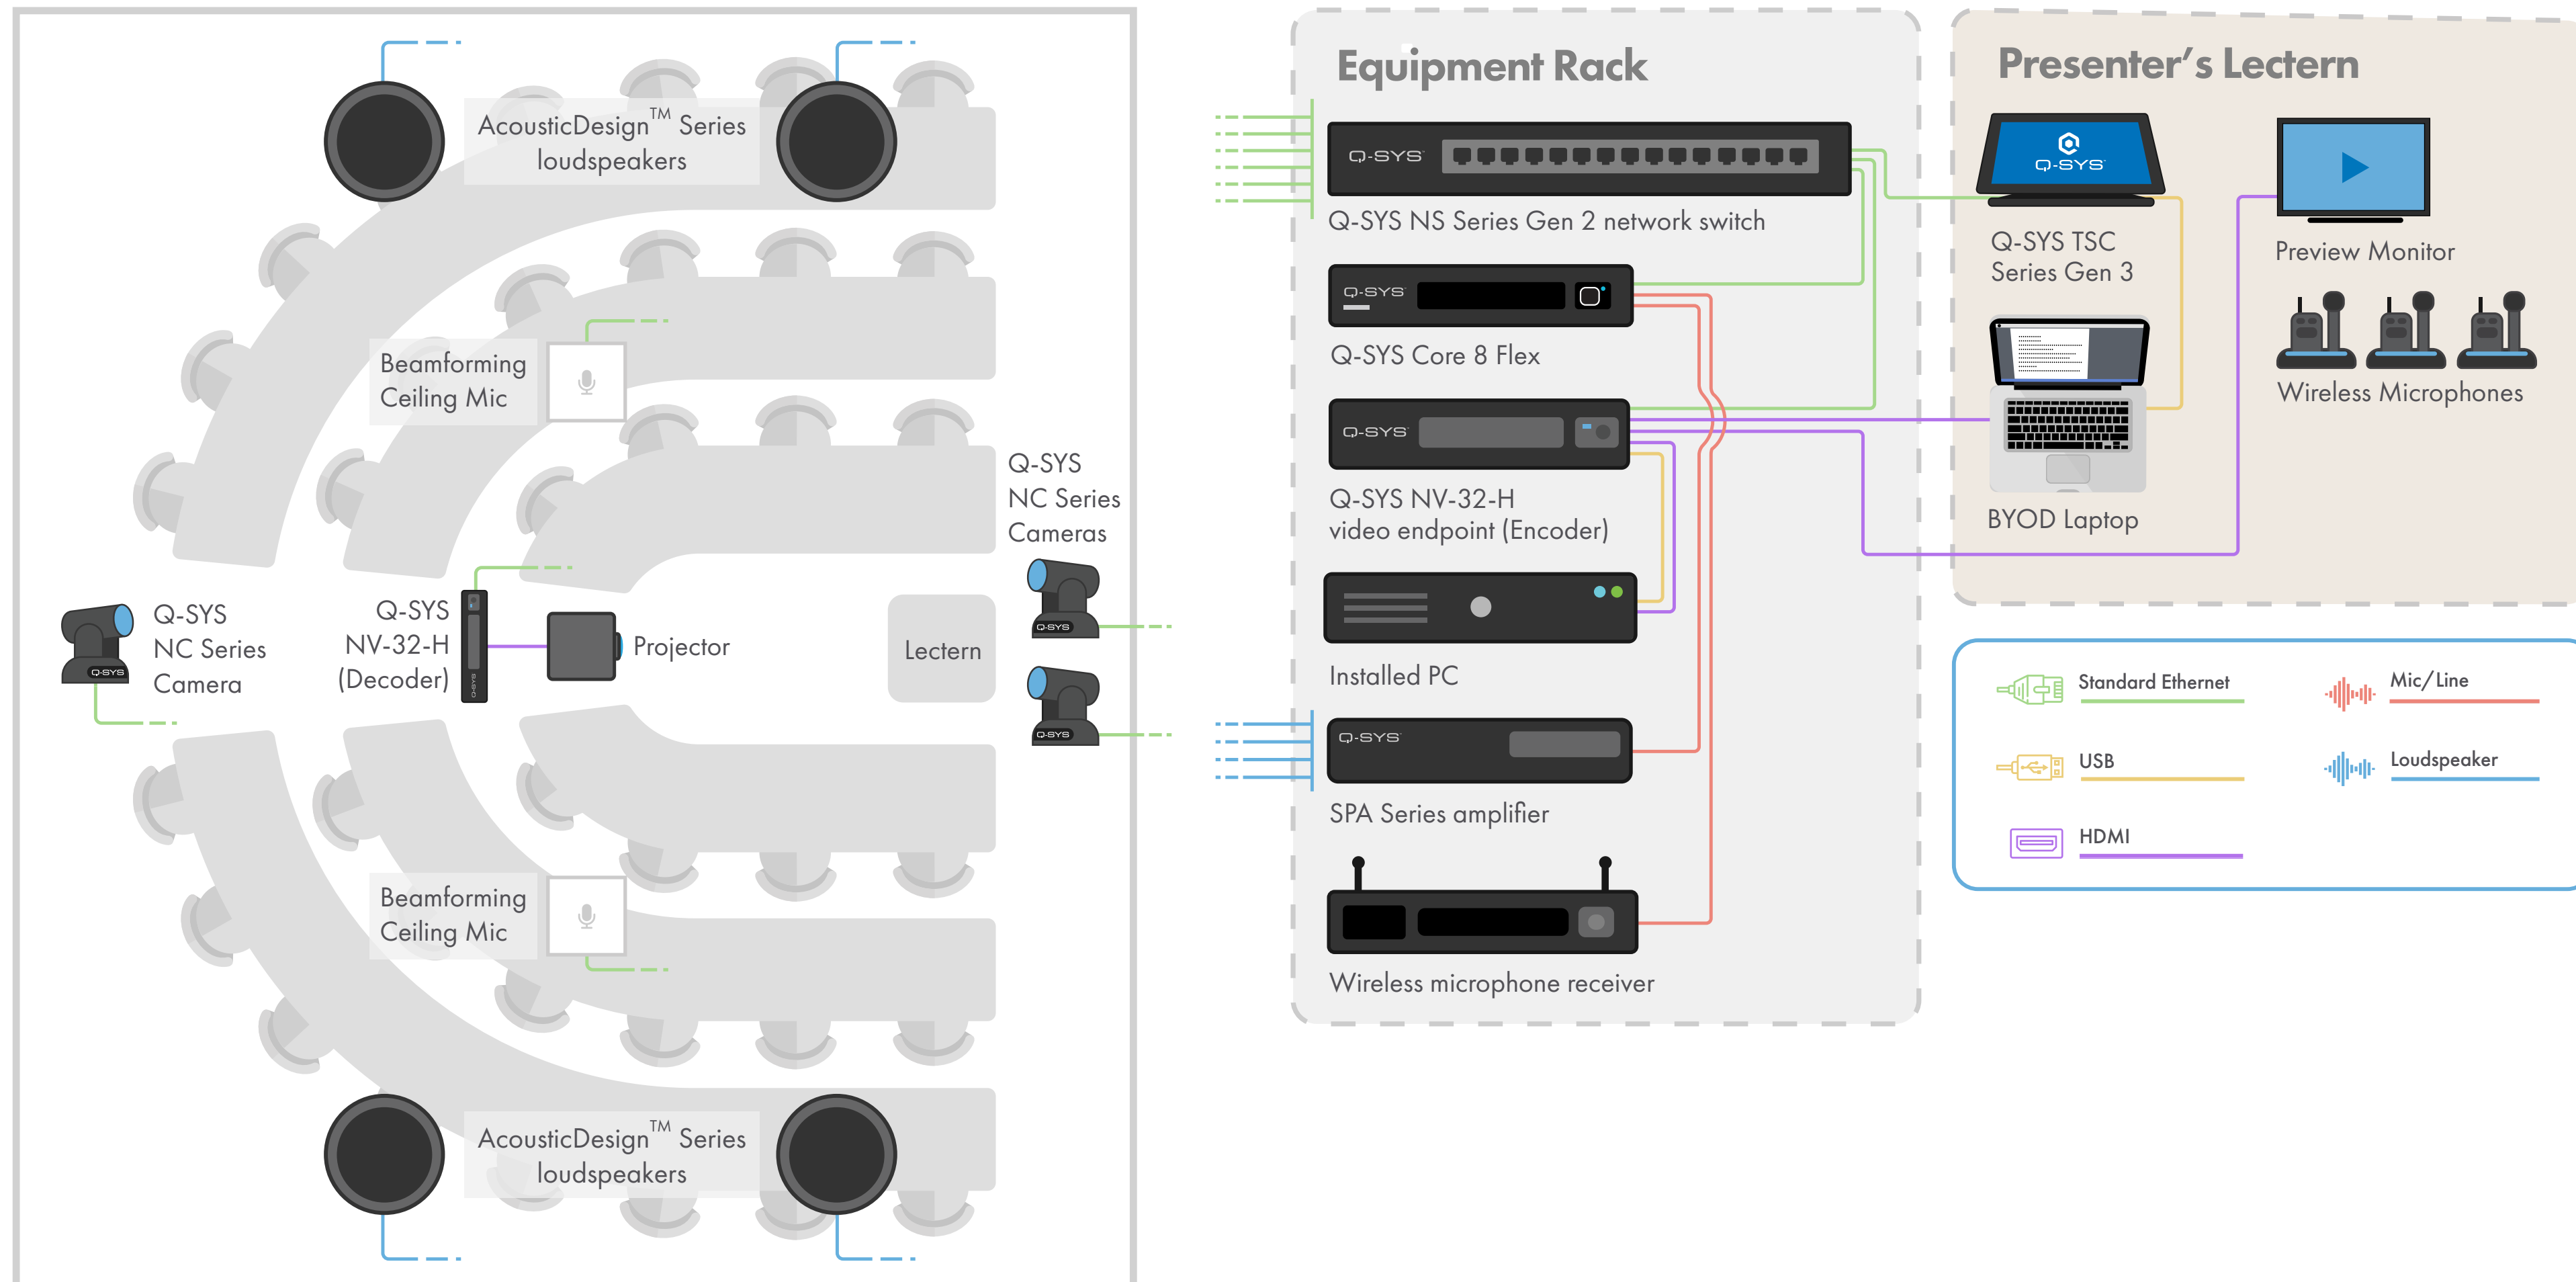 AcousticDesign™ Series
loudspeakers
Beamforming
Ceiling Mic
Q-SYS
NC Series
Cameras
Q-SYS
Q-SYS
NC Series
Camera
Q-SYS
Q-SYS
NV-32-H
(Decoder)
Q-SYS
Projector
Lectern
Q-SYS
Beamforming
Ceiling Mic
AcousticDesign™ Series
loudspeakers
Equipment Rack
Q-SYS
Q-SYS NS Series Gen 2 network switch
Q-SYS
Q-SYS Core 8 Flex
Q-SYS
Q-SYS NV-32-H
video endpoint (Encoder)
Installed PC
Q-SYS
SPA Series amplifier
Wireless microphone receiver
Presenter's Lectern
Q-SYS
Q-SYS TSC
Series Gen 3
Preview Monitor
Wireless Microphones
BYOD Laptop
Standard Ethernet
Mic/Line
USB
Loudspeaker
HDMI